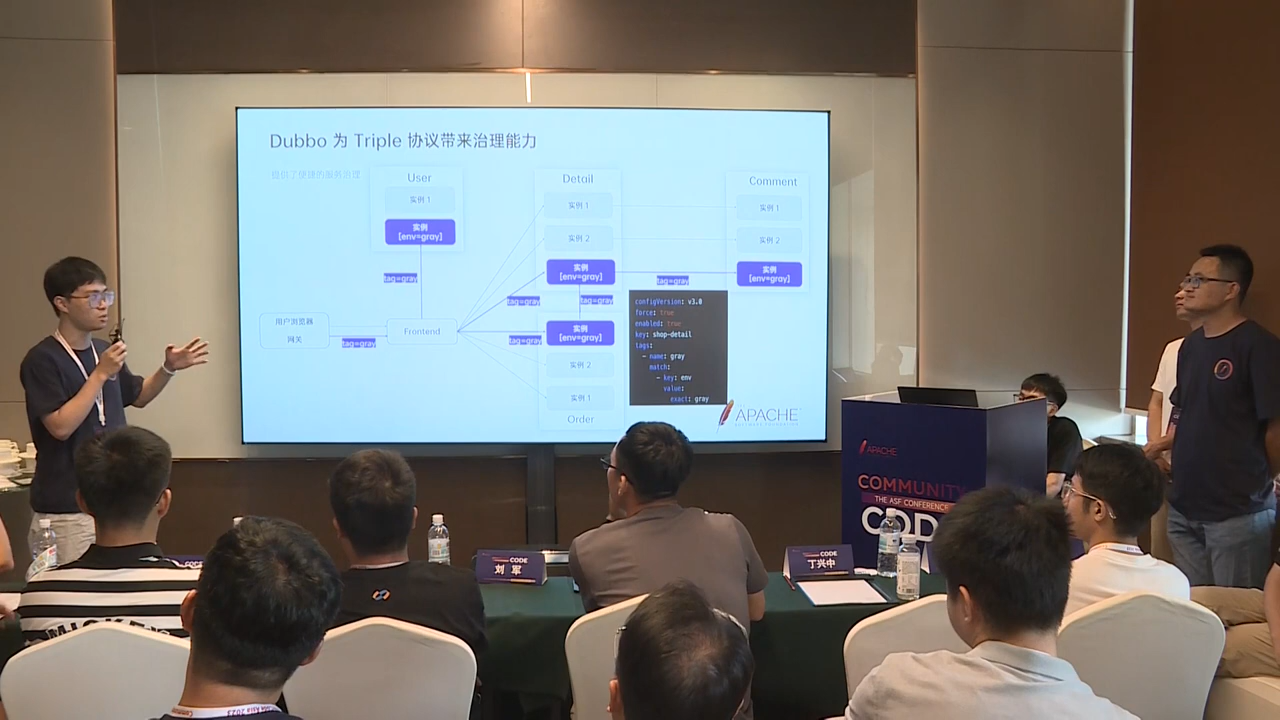 Dubbo 为 Triple 协议带来治理能力
提供了便捷的服务治理
User
实例 1
实例
[env=gray]
tag=gray
用户浏览器
网关
tag=gray
Frontend
Detail
实例 1
实例 2
实例
[env=gray]
tag=gray
tag=gray
tag=gray
实例
[env=gray]
实例 2
实例 1
Order
Comment
实例 1
实例 2
实例
[env=gray]
tag=gray
configVersion: v3.0
force: true
enabled: true
key: shop-detail
tags:
- name: gray
match:
- key: env
value:
exact: gray
APACHE
SOFTWARE FOUNDATION
APACHE
COMMUNITY
THE ASF CONFERENCE
COD
CODE
刘 军
CODE
丁兴中